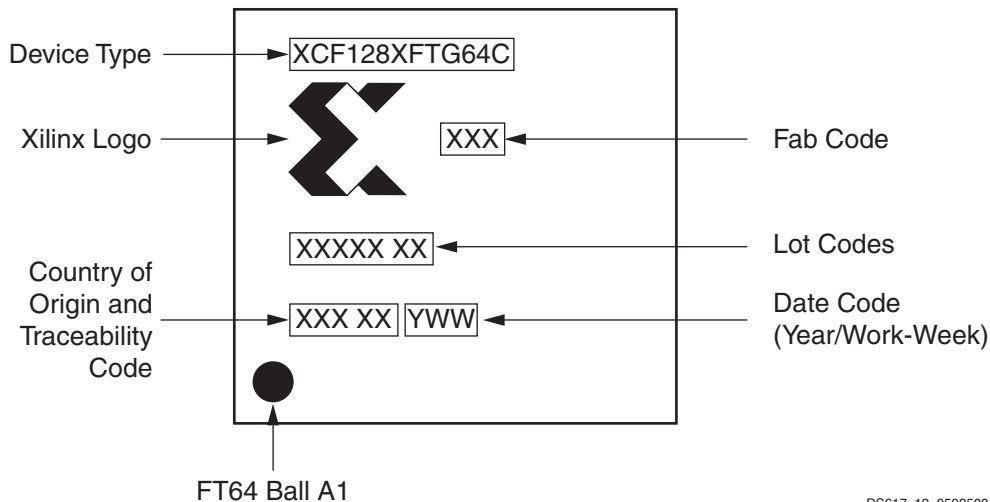 Device Type
XCF128XFTG64C
Xilinx Logo
XXX
Fab Code
XXXXX XX
Lot Codes
Country of
Origin and
Traceability
Code
XXX XX
YWW
Date Code
(Year/Work-Week)
FT64 Ball A1